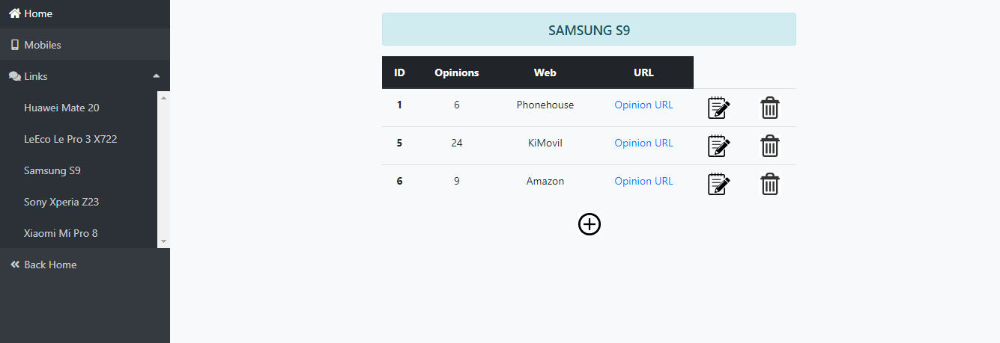 Home
Mobiles
Links
Huawei Mate 20
LeEco Le Pro 3 X722
Samsung S9
Sony Xperia Z23
Xiaomi Mi Pro 8
Back Home
SAMSUNG S9
ID Opinions Web URL
1 6 Phonehouse Opinion URL
5 24 KiMovil Opinion URL
6 9 Amazon Opinion URL